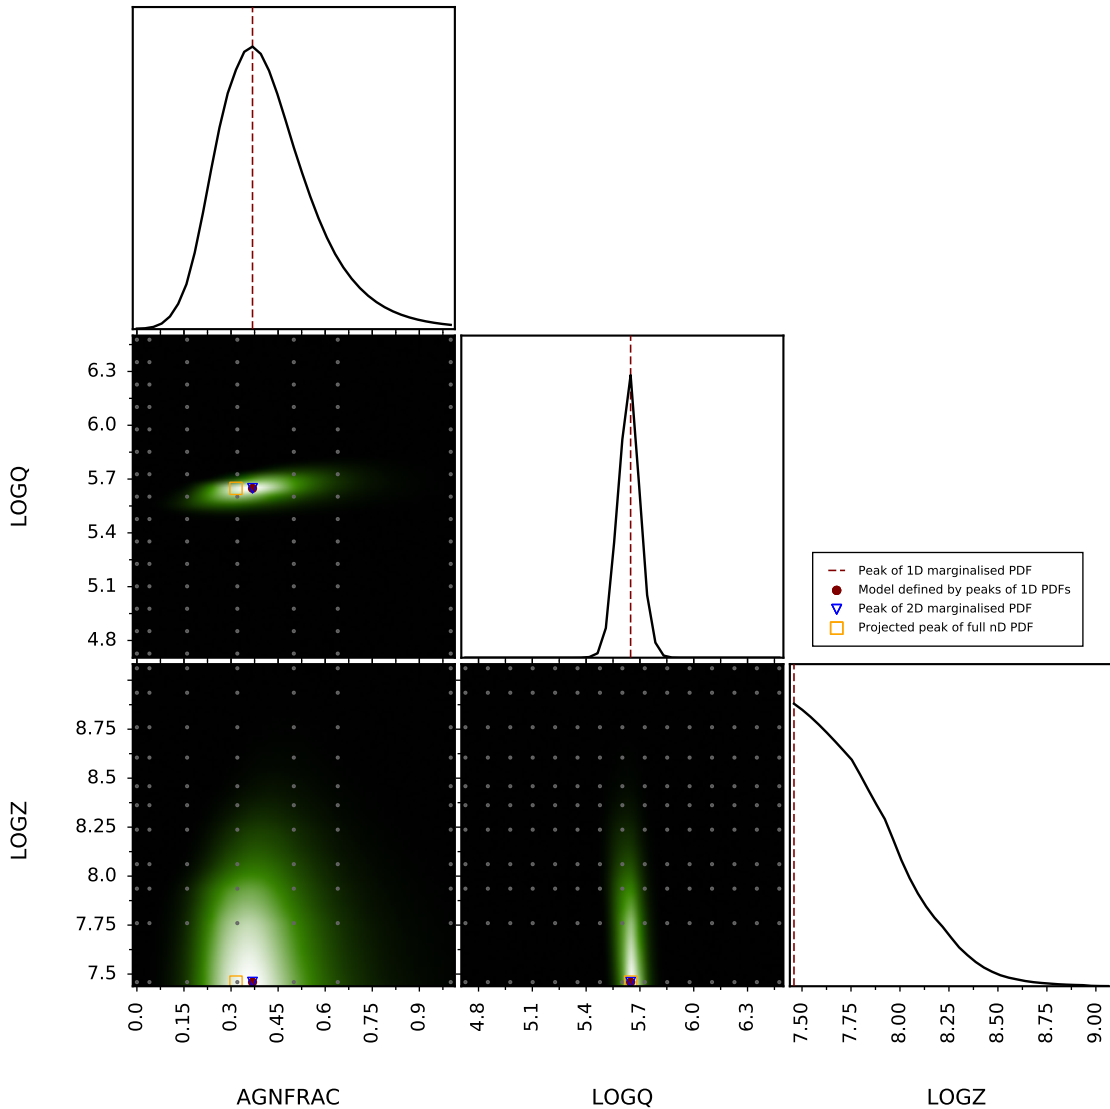 LOGQ
6.3
6.0
5.7
5.4
5.1
4.8
Peak of 1D marginalised PDF
Model defined by peaks of 1D PDFs
Peak of 2D marginalised PDF
Projected peak of full nD PDF
LOGZ
8.75
8.5
8.25
8.0
7.75
7.5
0.0 0.15 0.3 0.45 0.6 0.75 0.9
4.8 5.1 5.4 5.7 6.0 6.3
7.50 7.75 8.00 8.25 8.50 8.75 9.00
AGNFRAC LOGQ LOGZ